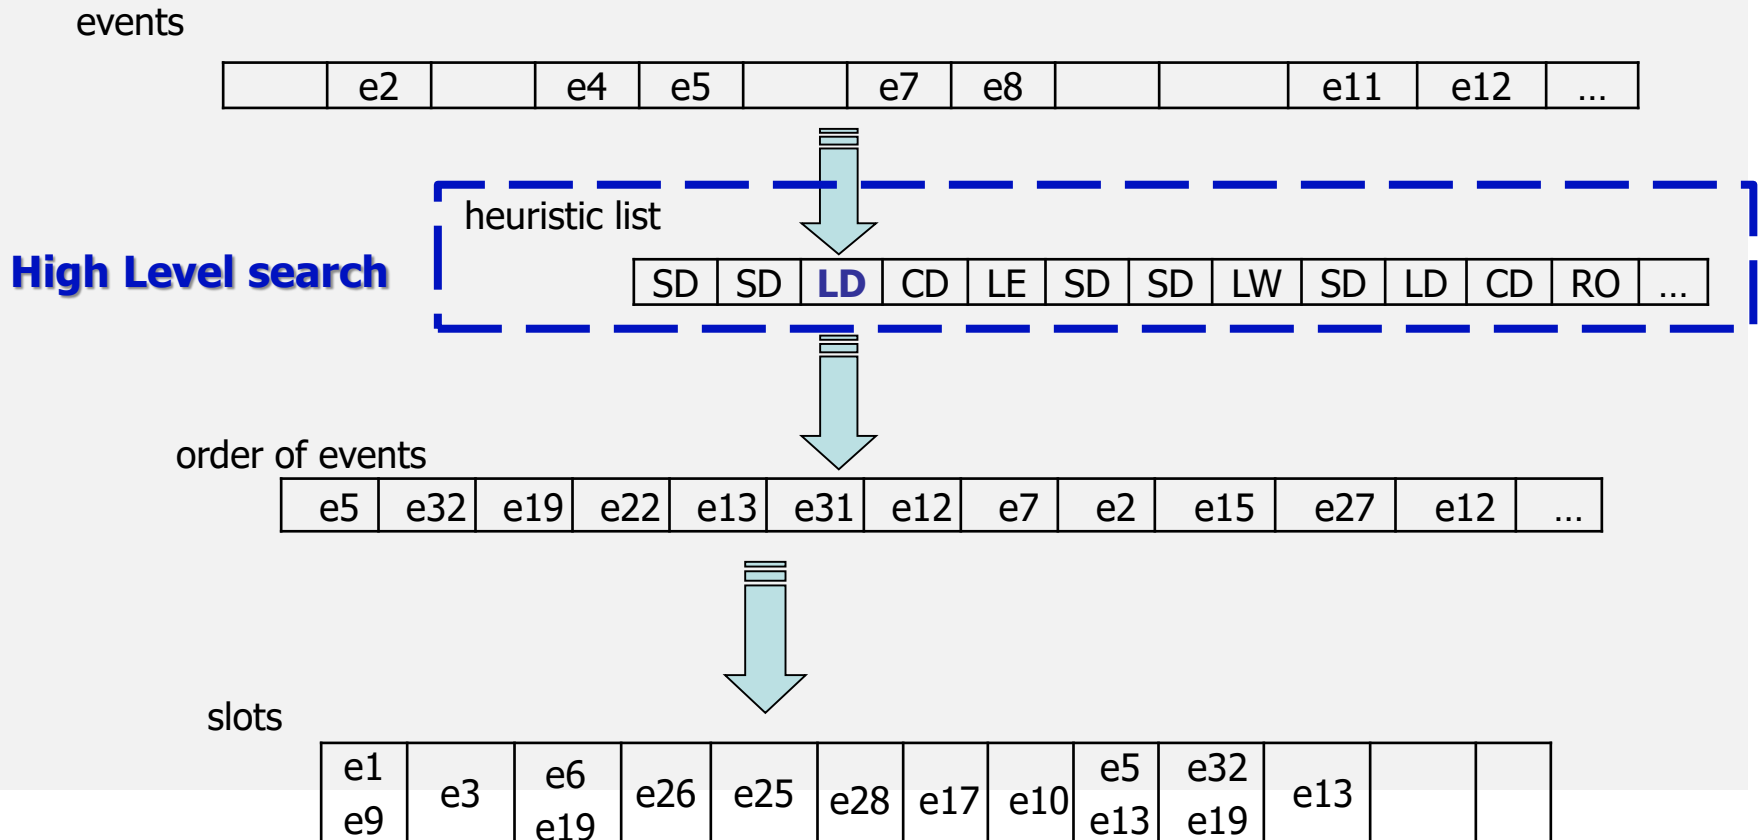 events
e2 e4 e5 e7 e8 e11 e12 ...
heuristic list
High Level search
SD SD LD CD LE SD SD LW SD LD CD RO ...
order of events
e5 e32 e19 e22 e13 e31 e12 e7 e2 e15 e27 e12 ...
slots
e1 e6 e5 e32
e3 e26 e25 e28 e17 e10 e13
e9 e19 e13 e19